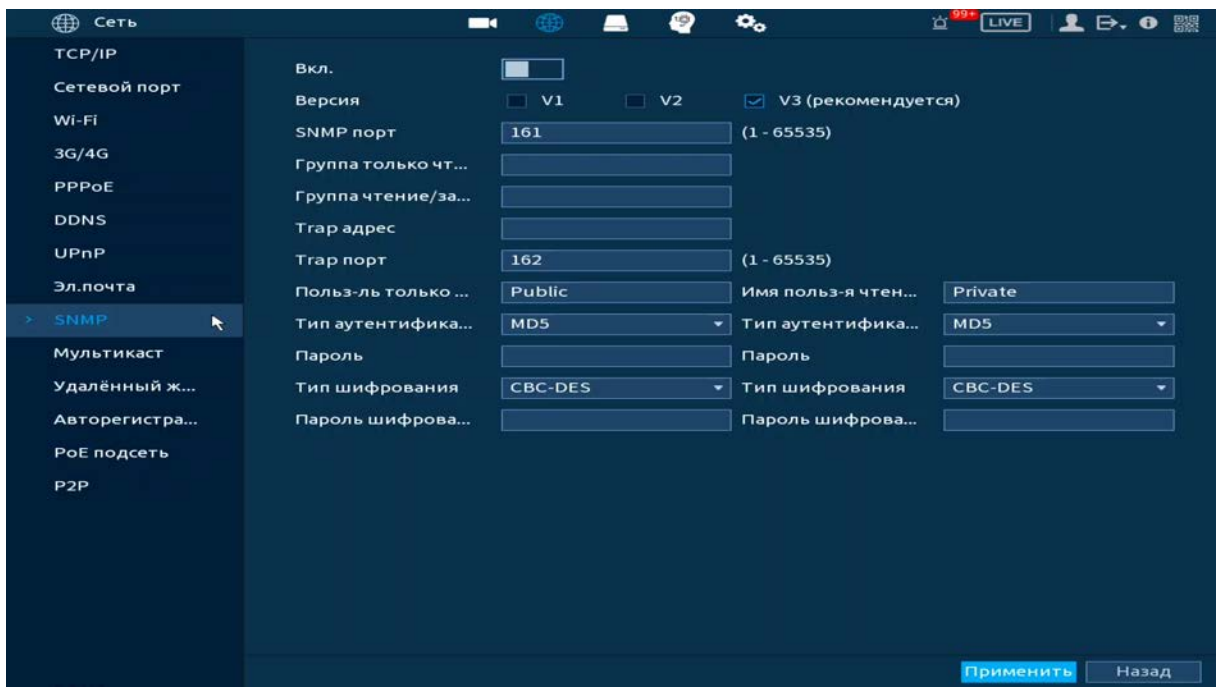 Сеть 99+ LIVE
TCP/IP
Сетевой порт
Wi-Fi
3G/4G
PPPoE
DDNS
UPnP
Эл.почта
> SNMP
Мультикаст
Удалённый ж...
Авторегистра...
PoE подсеть
P2P
Вкл.
Версия V1 V2 V3 (рекомендуется)
SNMP порт 161 (1 - 65535)
Группа только чт...
Группа чтение/за...
Trap адрес
Trap порт 162 (1 - 65535)
Польз-ль только ... Public Имя польз-я чтен... Private
Тип аутентифика... MD5 Тип аутентифика... MD5
Пароль Пароль
Тип шифрования CBC-DES Тип шифрования CBC-DES
Пароль шифрова... Пароль шифрова...
Применить Назад